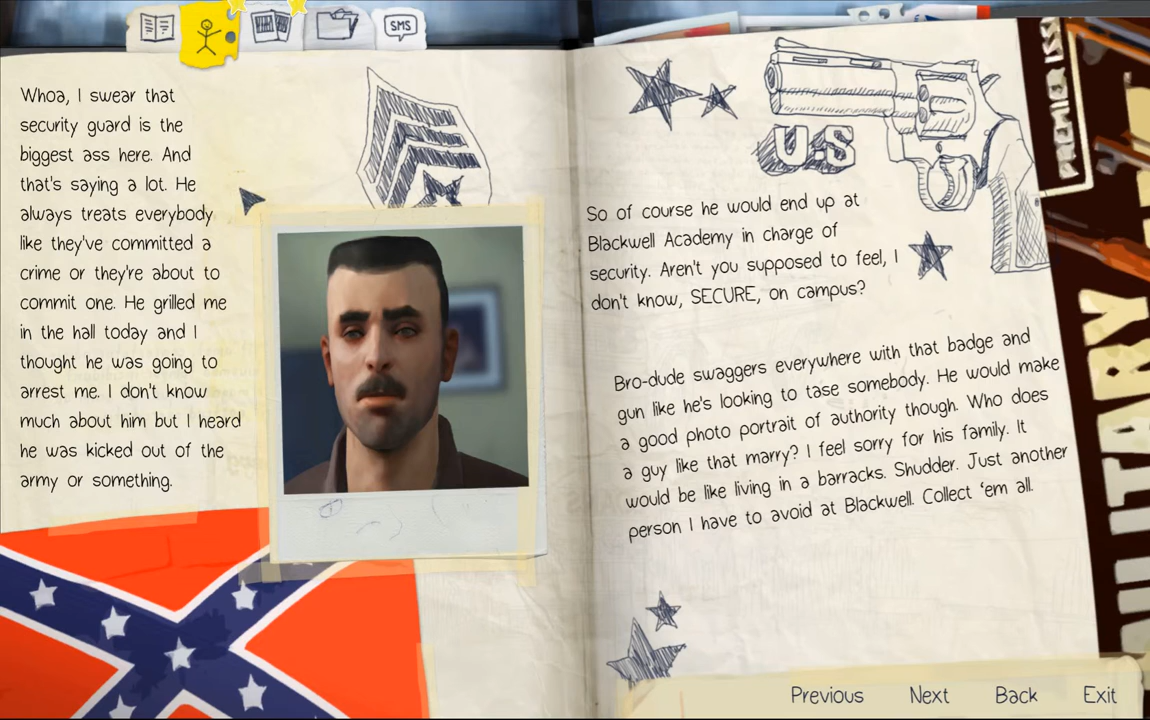 SMS
Whoa, I swear that
security guard is the
biggest ass here. And
that's saying a lot. He
always treats everybody
like they've committed a
crime or they're about to
commit one. He grilled me
in the hall today and I
thought he was going to
arrest me. I don't know
much about him but I heard
he was kicked out of the
army or something.
U.S
So of course he would end up at
Blackwell Academy in charge of
security. Aren't you supposed to feel, I
don't know, SECURE, on campus?
Bro-dude swaggers everywhere with that badge and
gun like he's looking to tase somebody. He would make
a good photo portrait of authority though. Who does
a guy like that marry? I feel sorry for his family. It
would be like living in a barracks. Shudder. Just another
person I have to avoid at Blackwell. Collect 'em all.
Previous Next Back Exit